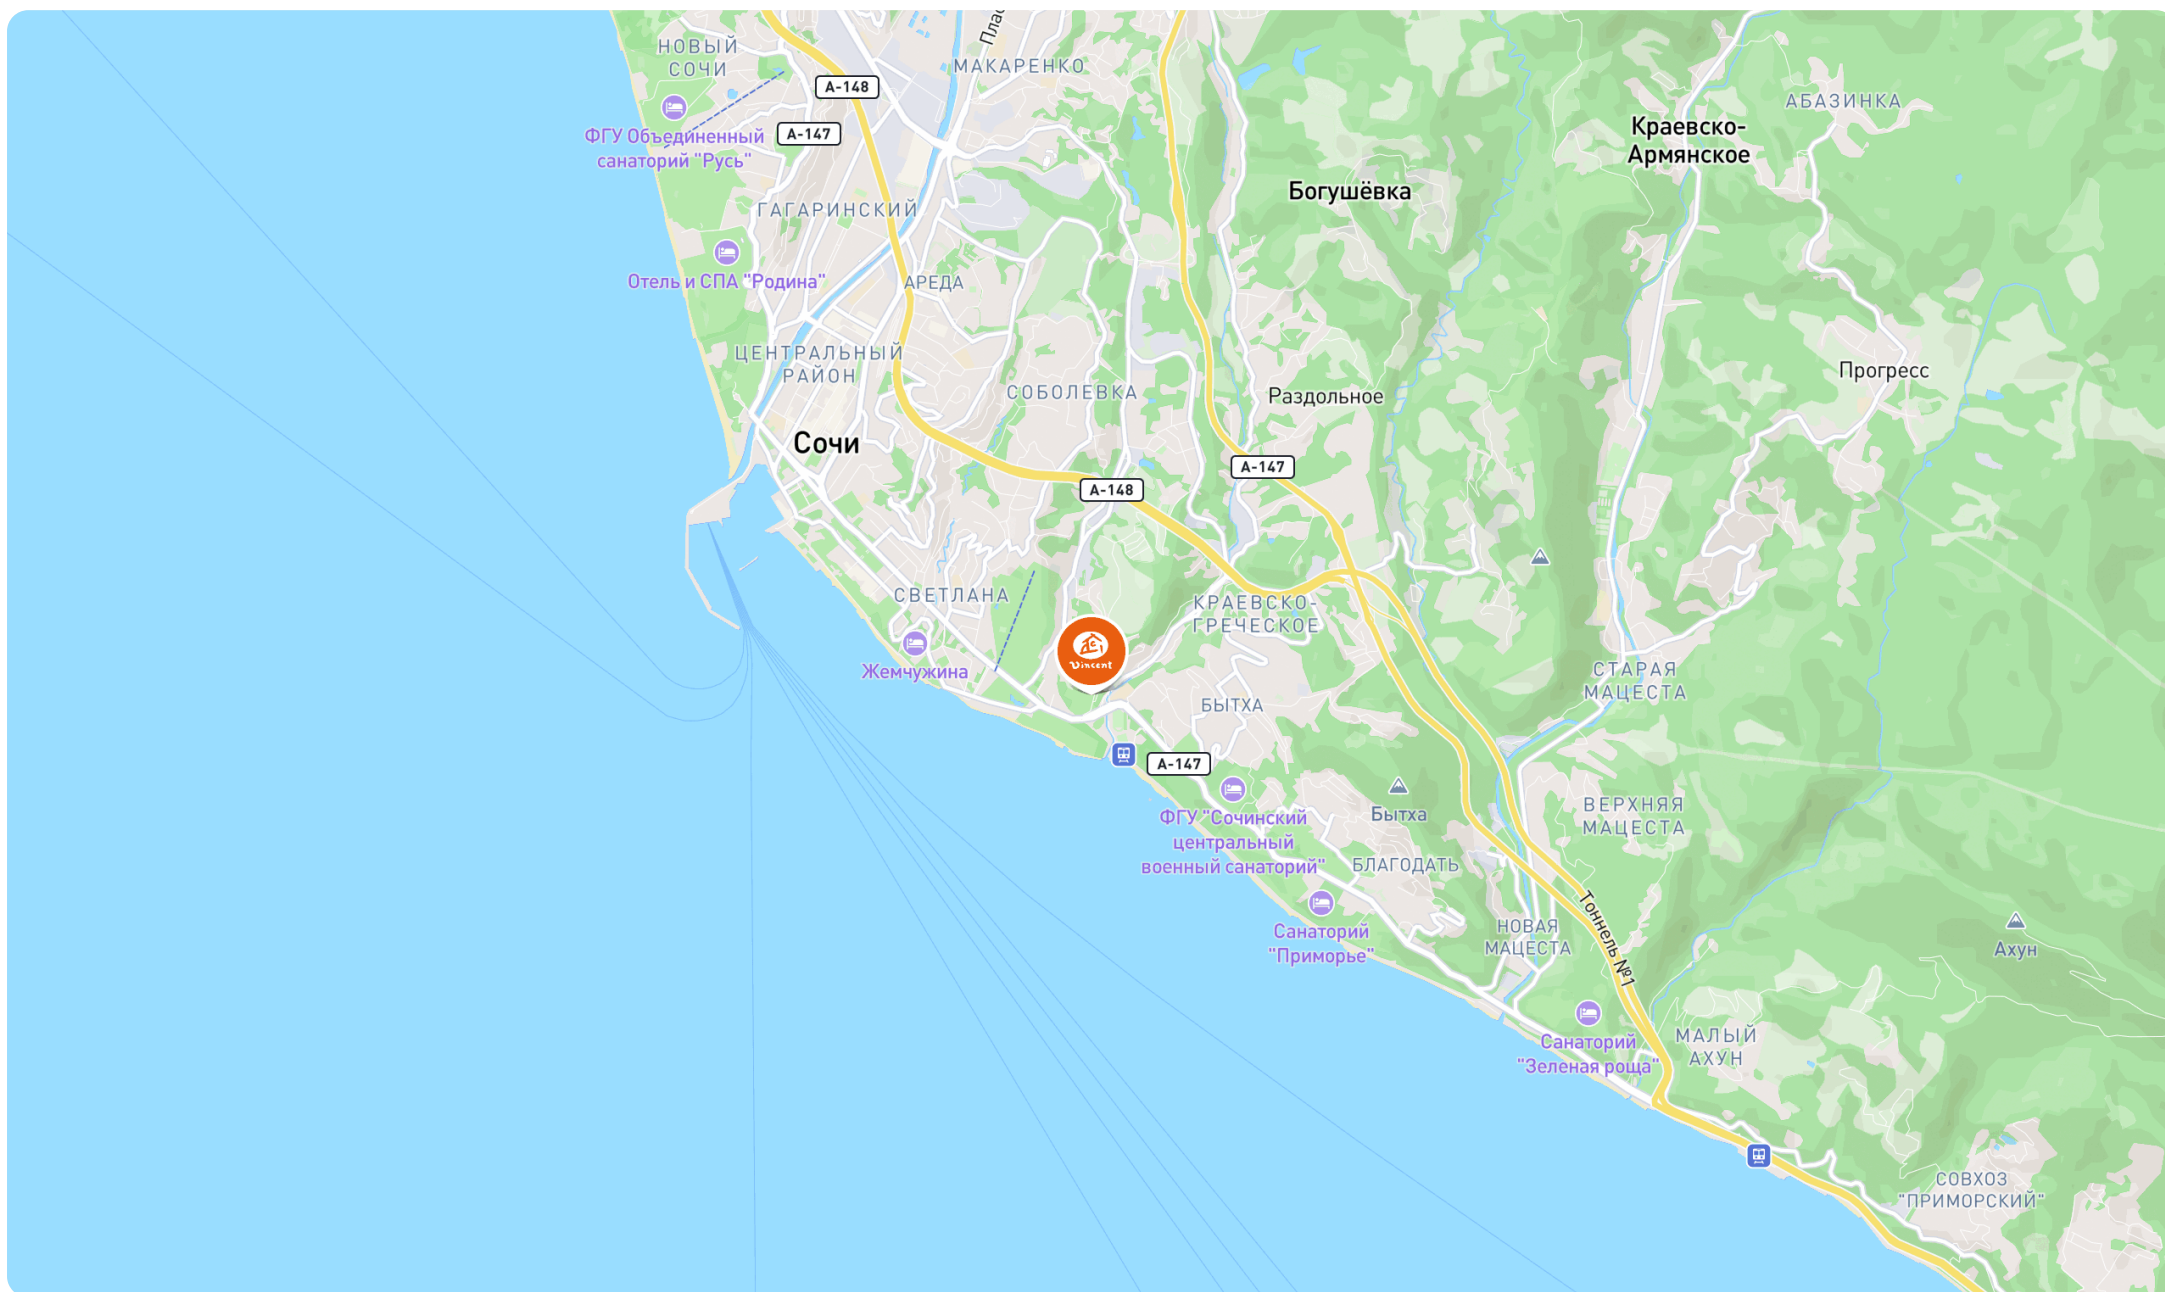 Плас
НОВЫЙ
СОЧИ
МАКАРЕНКО
А-148
АБАЗИНКА
ФГУ Объединенный
санаторий "Русь"
А-147
Краевско-
Армянское
Богушёвка
ГАГАРИНСКИЙ
Отель и СПА "Родина"
АРЕДА
ЦЕНТРАЛЬНЫЙ
РАЙОН
СОБОЛЕВКА
Раздольное
Прогресс
Сочи
А-147
А-148
СВЕТЛАНА
КРАЕВСКО-
ГРЕЧЕСКОЕ
Vincent
Жемчужина
СТАРАЯ
МАЦЕСТА
БЫТХА
А-147
ФГУ "Сочинский
центральный
военный санаторий"
Бытха
ВЕРХНЯЯ
МАЦЕСТА
БЛАГОДАТЬ
Тоннель №1
Санаторий
"Приморье"
НОВАЯ
МАЦЕСТА
Ахун
Санаторий
"Зеленая роща"
МАЛЫЙ
АХУН
СОВХОЗ
"ПРИМОРСКИЙ"